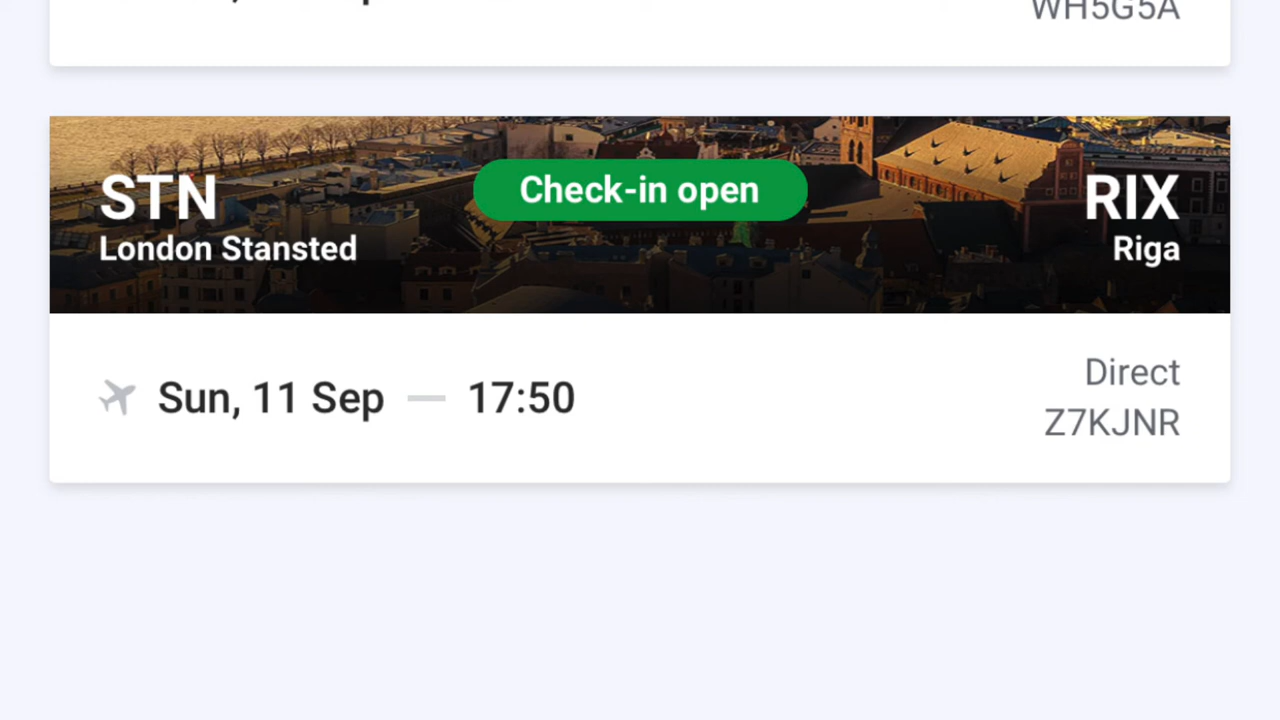 WH5G5A
STN
Check-in open
RIX
London Stansted
Riga
Sun, 11 Sep — 17:50
Direct
Z7KJNR